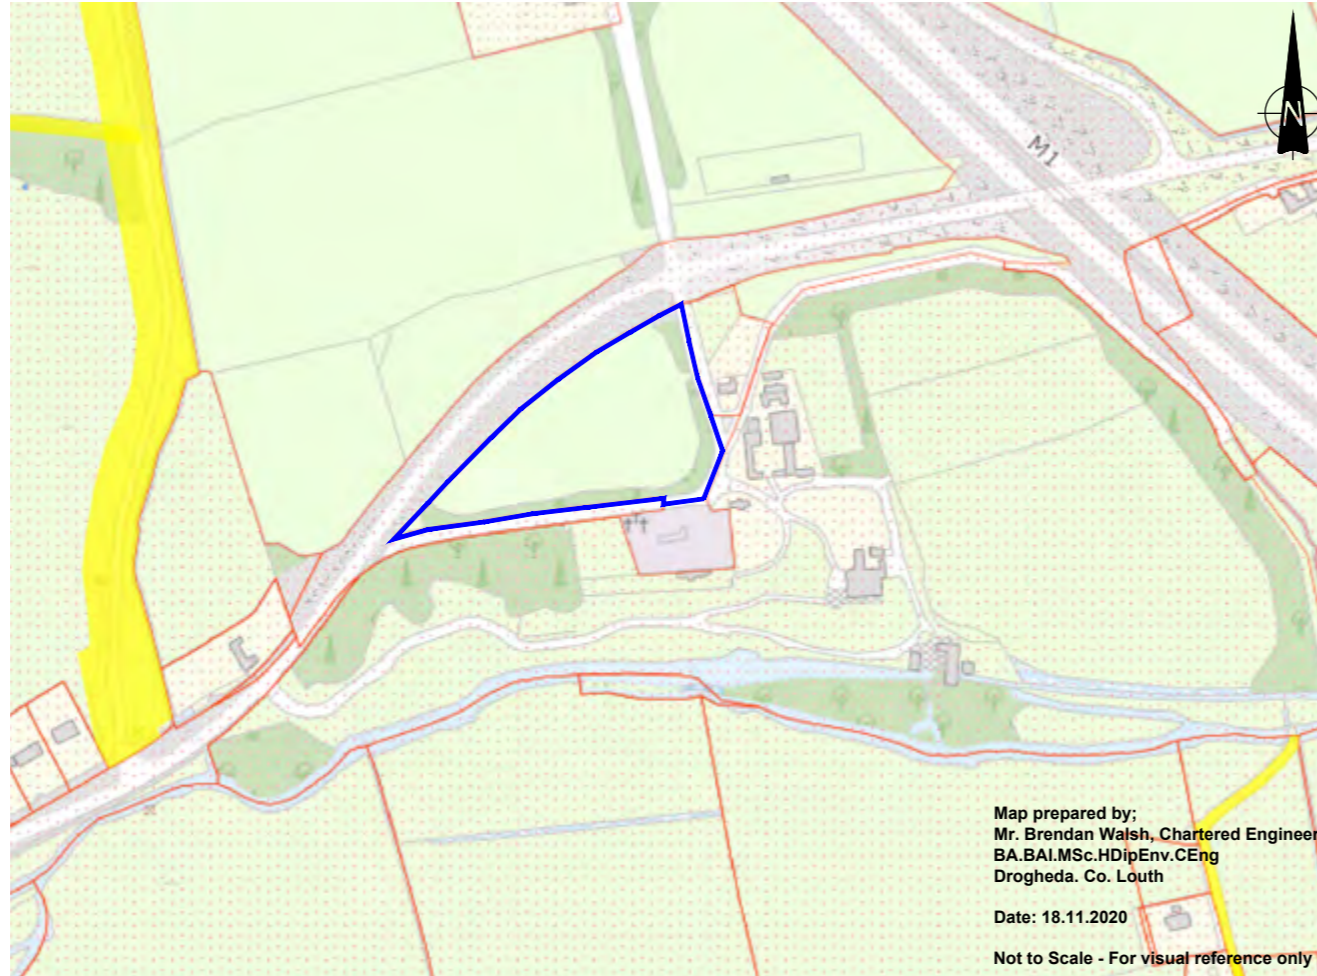 N
M1
Map prepared by;
Mr. Brendan Walsh, Chartered Engineer
BA.BAI.MSc.HDipEnv.CEng
Drogheda. Co. Louth
Date: 18.11.2020
Not to Scale - For visual reference only